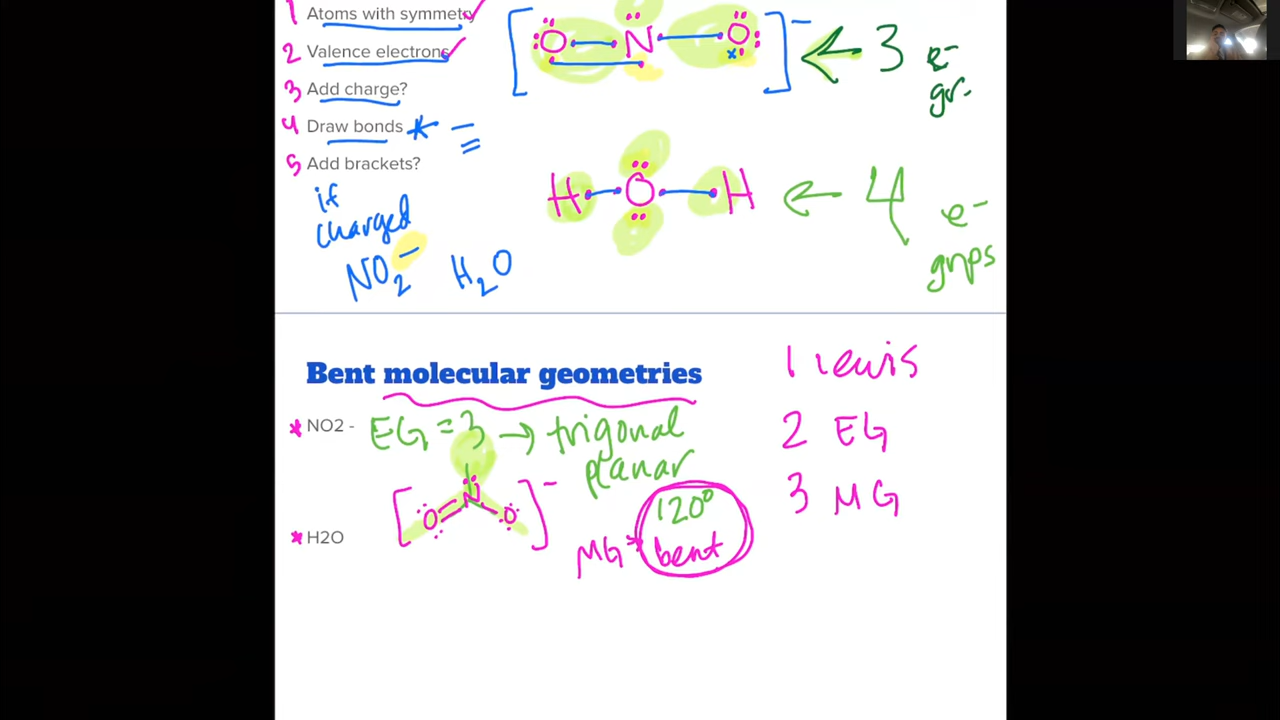 1 Atoms with symmetry
2 Valence electrons
3 Add charge?
4 Draw bonds * - =
5 Add brackets?
if
charged
NO2- H2O
[O N O]- ← 3 e-
gr.
H O H ← 4 e-
grps
Bent molecular geometries
* NO2 - EG = 3 → trigonal
planar
[O N O]-
120°
* H2O
MG bent
1 Lewis
2 EG
3 MG